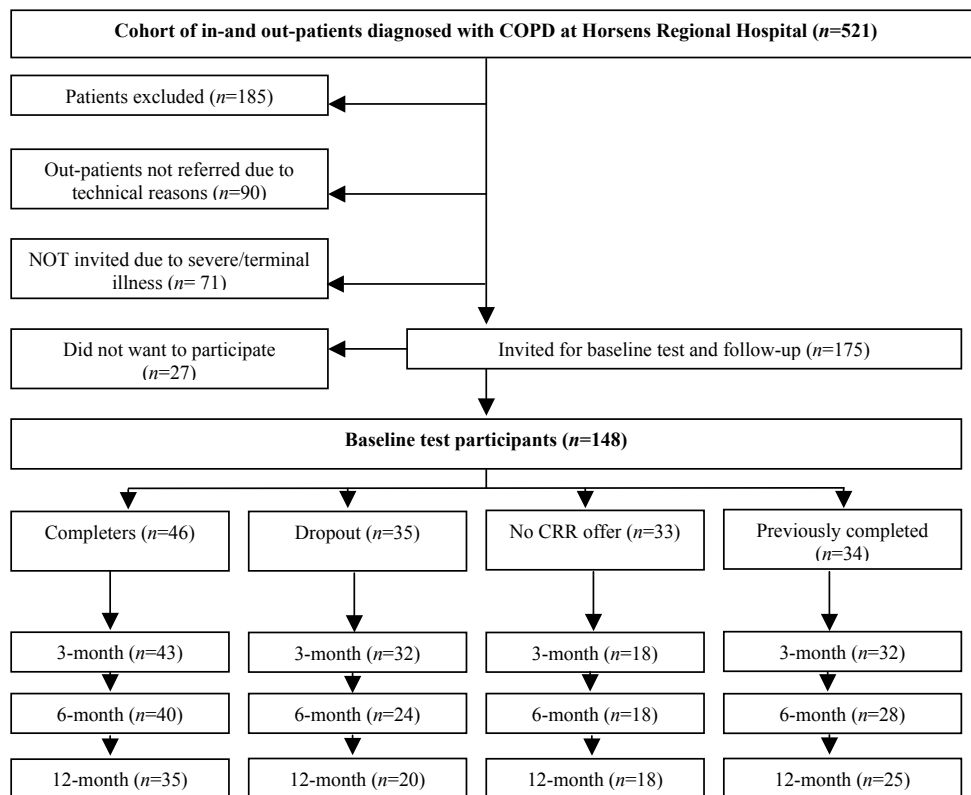 Cohort of in-and out-patients diagnosed with COPD at Horsens Regional Hospital (n=521)
Patients excluded (n=185)
Out-patients not referred due to
technical reasons (n=90)
NOT invited due to severe/terminal
illness (n= 71)
Did not want to participate
(n=27)
Invited for baseline test and follow-up (n=175)
Baseline test participants (n=148)
Completers (n=46)
Dropout (n=35)
No CRR offer (n=33)
Previously completed
(n=34)
3-month (n=43)
3-month (n=32)
3-month (n=18)
3-month (n=32)
6-month (n=40)
6-month (n=24)
6-month (n=18)
6-month (n=28)
12-month (n=35)
12-month (n=20)
12-month (n=18)
12-month (n=25)